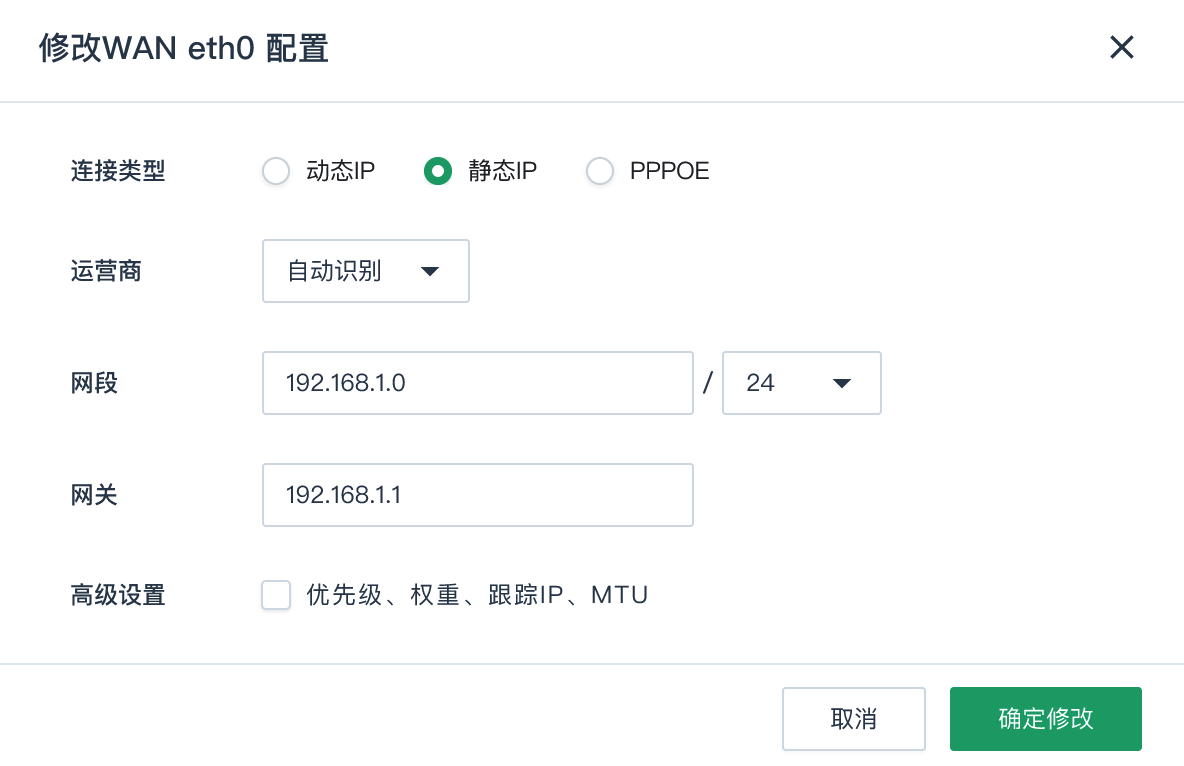 修改WAN eth0 配置
连接类型 动态IP 静态IP PPPOE
运营商 自动识别
网段 192.168.1.0 / 24
网关 192.168.1.1
高级设置 优先级、权重、跟踪IP、MTU
取消 确定修改